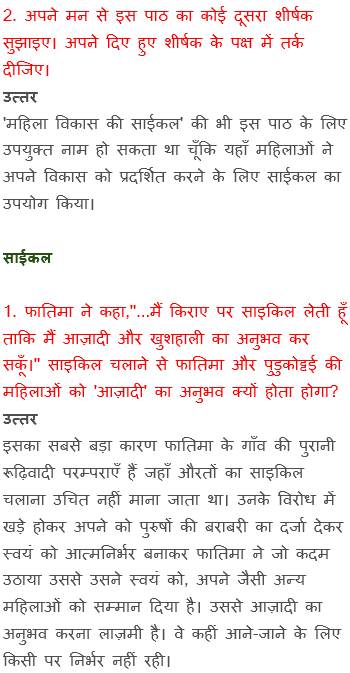 2. अपने मन से इस पाठ का कोई दूसरा शीर्षक
सुझाइए। अपने दिए हुए शीर्षक के पक्ष में तर्क
दीजिए।
उत्तर
'महिला विकास की साईकल' की भी इस पाठ के लिए
उपयुक्त नाम हो सकता था चूँकि यहाँ महिलाओं ने
अपने विकास को प्रदर्शित करने के लिए साईकल का
उपयोग किया।
साईकल
1. फातिमा ने कहा,"...मैं किराए पर साइकिल लेती हूँ
ताकि मैं आज़ादी और खुशहाली का अनुभव कर
सकूँ।" साइकिल चलाने से फातिमा और पुडुकोट्टई की
महिलाओं को 'आज़ादी' का अनुभव क्यों होता होगा?
उत्तर
इसका सबसे बड़ा कारण फातिमा के गाँव की पुरानी
रूढ़िवादी परम्पराएँ हैं जहाँ औरतों का साइकिल
चलाना उचित नहीं माना जाता था। उनके विरोध में
खड़े होकर अपने को पुरुषों की बराबरी का दर्जा देकर
स्वयं को आत्मनिर्भर बनाकर फातिमा ने जो कदम
उठाया उससे उसने स्वयं को, अपने जैसी अन्य
महिलाओं को सम्मान दिया है। उससे आज़ादी का
अनुभव करना लाज़मी है। वे कहीं आने-जाने के लिए
किसी पर निर्भर नहीं रही।